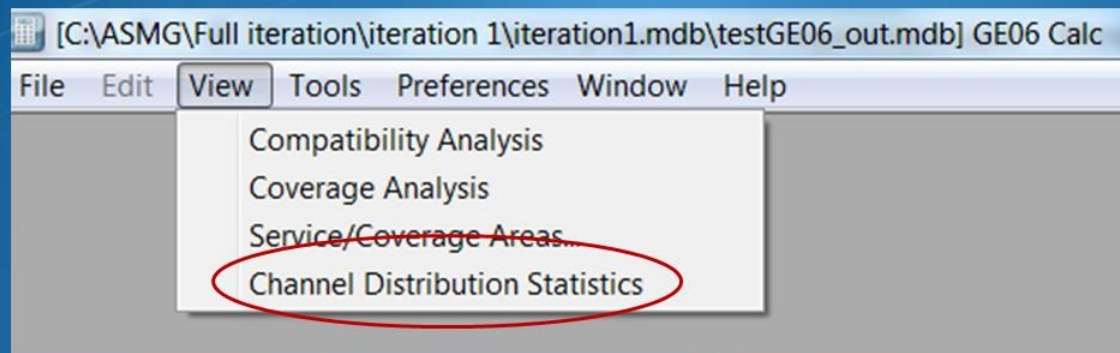 [C:\ASMG\Full iteration\iteration 1\iteration1.mdb\testGE06_out.mdb] GE06 Calc
File Edit View Tools Preferences Window Help
Compatibility Analysis
Coverage Analysis
Service/Coverage Areas...
Channel Distribution Statistics